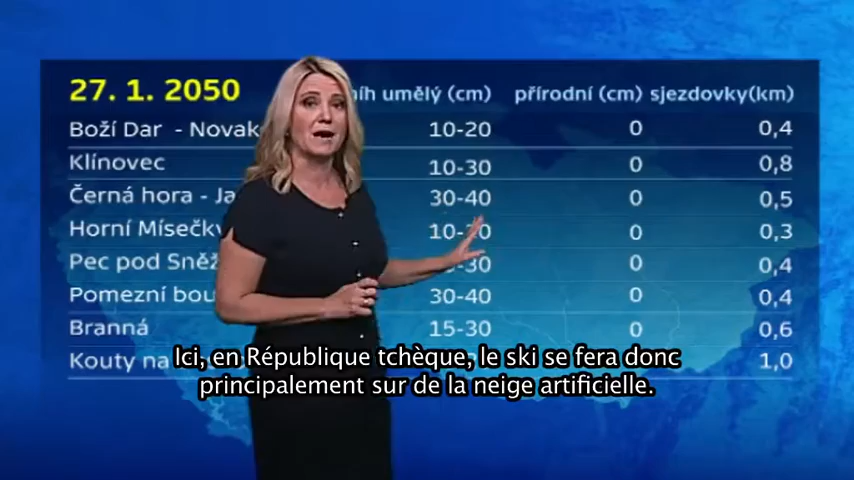 27. 1. 2050 umělý (cm) přírodní (cm) sjezdovky(km)
Boží Dar - Novak 10-20 0 0,4
Klínovec 10-30 0 0,8
Černá hora - 30-40 0 0,5
Horní Mísečky 0 0,3
Pec pod 0 0,4
Pomezní 30-40 0 0,4
Branná 15-30 0 0,6
Kouty na 0 1,0
Ici, en République tchèque, le ski se fera donc
principalement sur de la neige artificielle.